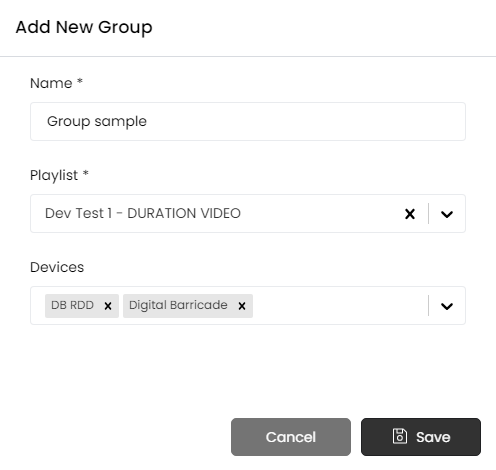 Add New Group
Name *
Group sample
Playlist *
Dev Test 1 - DURATION VIDEO
Devices
DB RDD Digital Barricade
Cancel Save